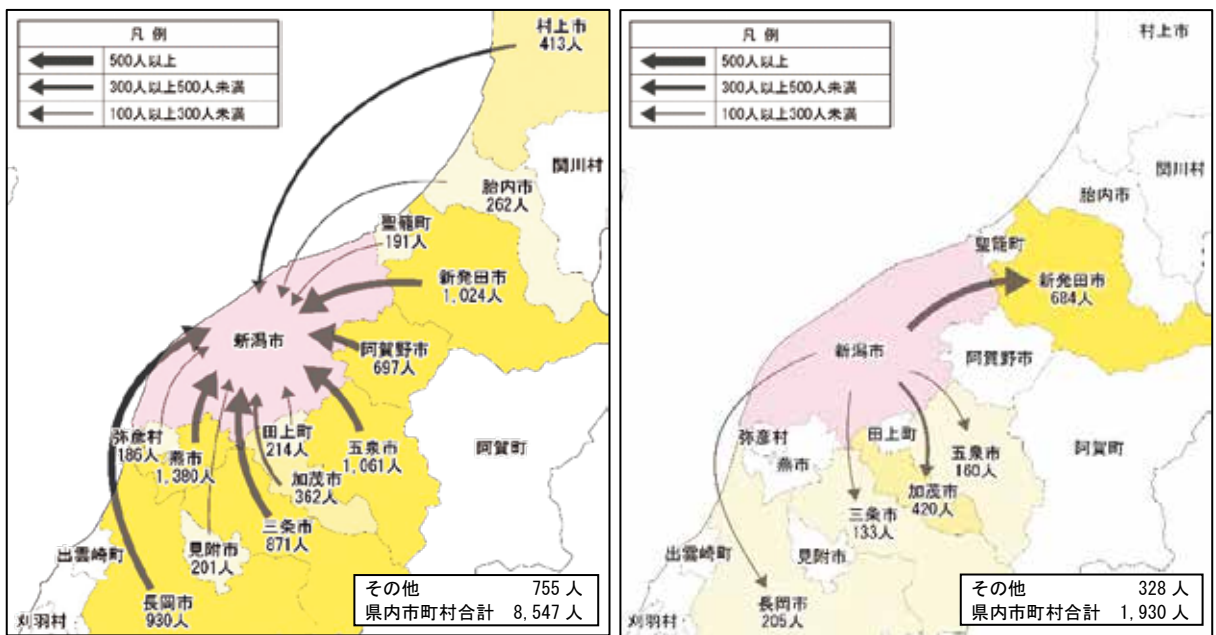 凡例
500人以上
300人以上500人未満
100人以上300人未満
村上市
413人
関川村
胎内市
262人
聖籠町
191人
新発田市
1,024人
新潟市
阿賀野市
697人
弥彦村
186人
燕市
1,380人
田上町
214人
五泉市
1,061人
阿賀町
加茂市
362人
三条市
871人
見附市
201人
出雲崎町
長岡市
930人
刈羽村
その他 755人
県内市町村合計 8,547人
凡例
500人以上
300人以上500人未満
100人以上300人未満
村上市
関川村
胎内市
聖籠町
新発田市
684人
新潟市
阿賀野市
弥彦村
燕市
田上町
五泉市
160人
阿賀町
加茂市
420人
三条市
133人
見附市
出雲崎町
長岡市
205人
刈羽村
その他 328人
県内市町村合計 1,930人